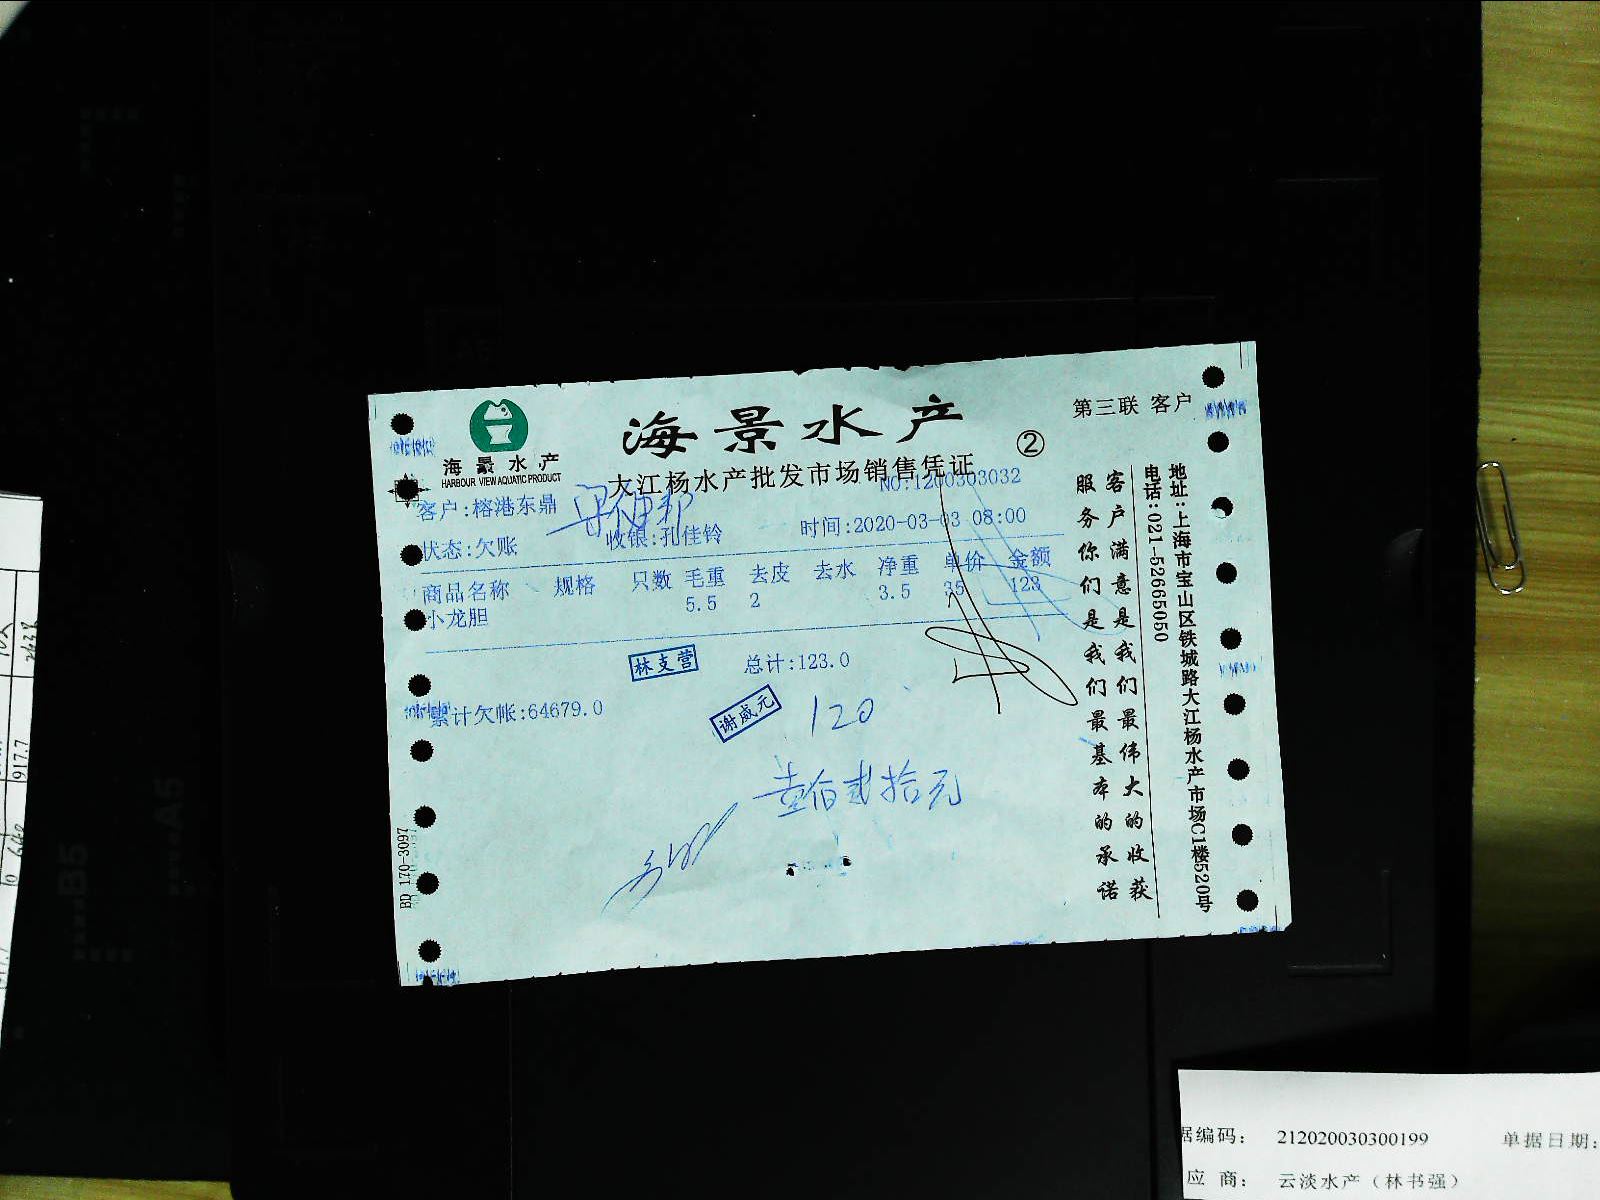 海景水产
②
第三联 客户
海景水产
HARBOUR VIEW AQUATIC PRODUCT
大江杨水产批发市场销售凭证
NO:1200303032
客户:榕港东鼎
状态:欠账
收银:孔佳铃
时间:2020-03-03 08:00
商品名称 规格 只数 毛重 去皮 去水 净重 单价 金额
小龙胆 5.5 2 3.5 35 123
林支营
总计:123.0
累计欠帐:64679.0
谢威元
120
壹佰贰拾元
BD 170-3097
客户满意是我们最伟大的收获
服务你们是我们最基本的承诺
地址:上海市宝山区铁城路大江杨水产市场C1楼520号
电话:021-52665050
B5
A5
917.7
据编码: 212020030300199 单据日期:
应商: 云淡水产（林书强）